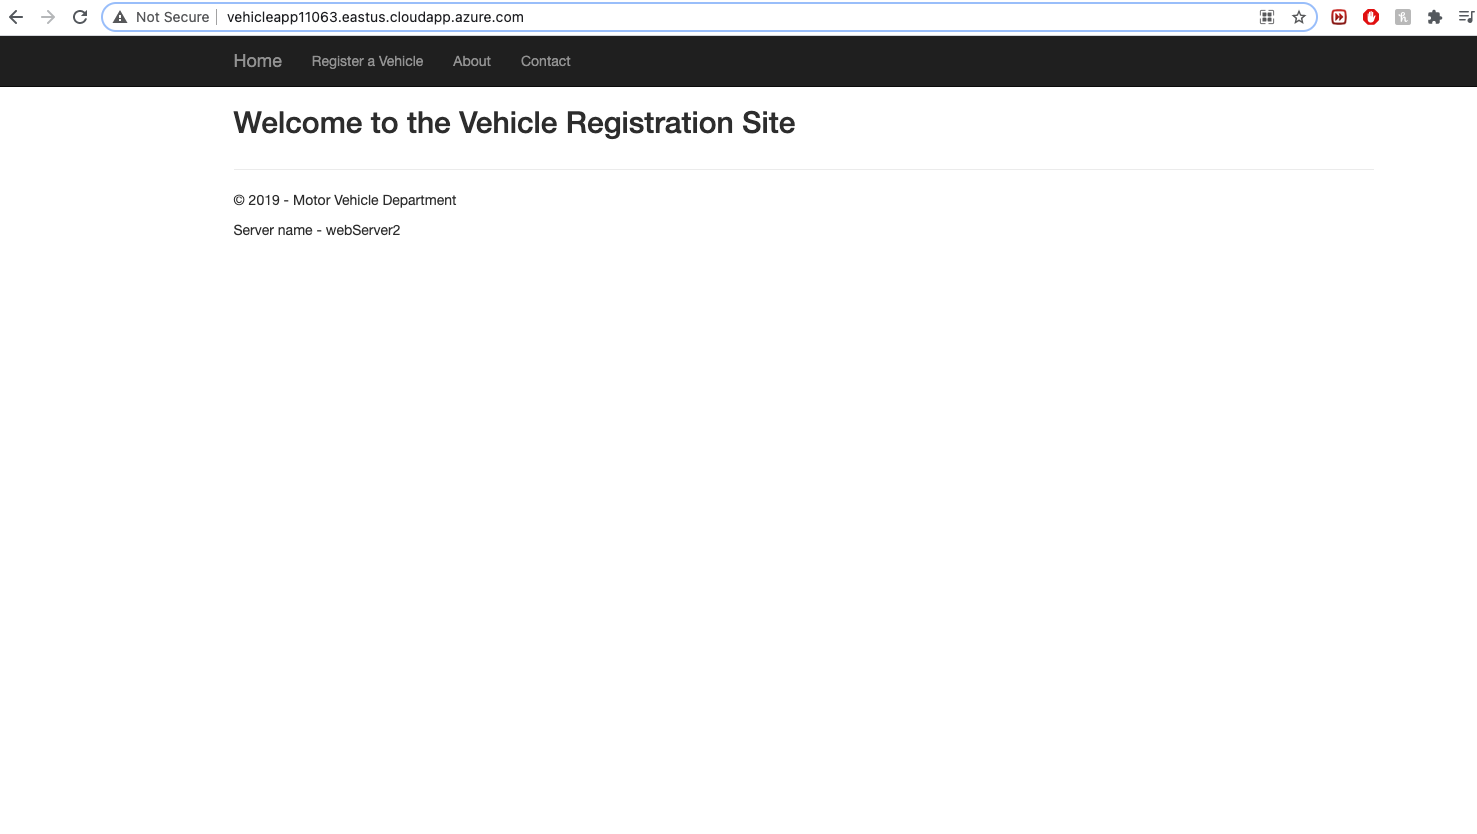 Not Secure vehicleapp11063.eastus.cloudapp.azure.com
Home Register a Vehicle About Contact
Welcome to the Vehicle Registration Site
© 2019 - Motor Vehicle Department
Server name - webServer2